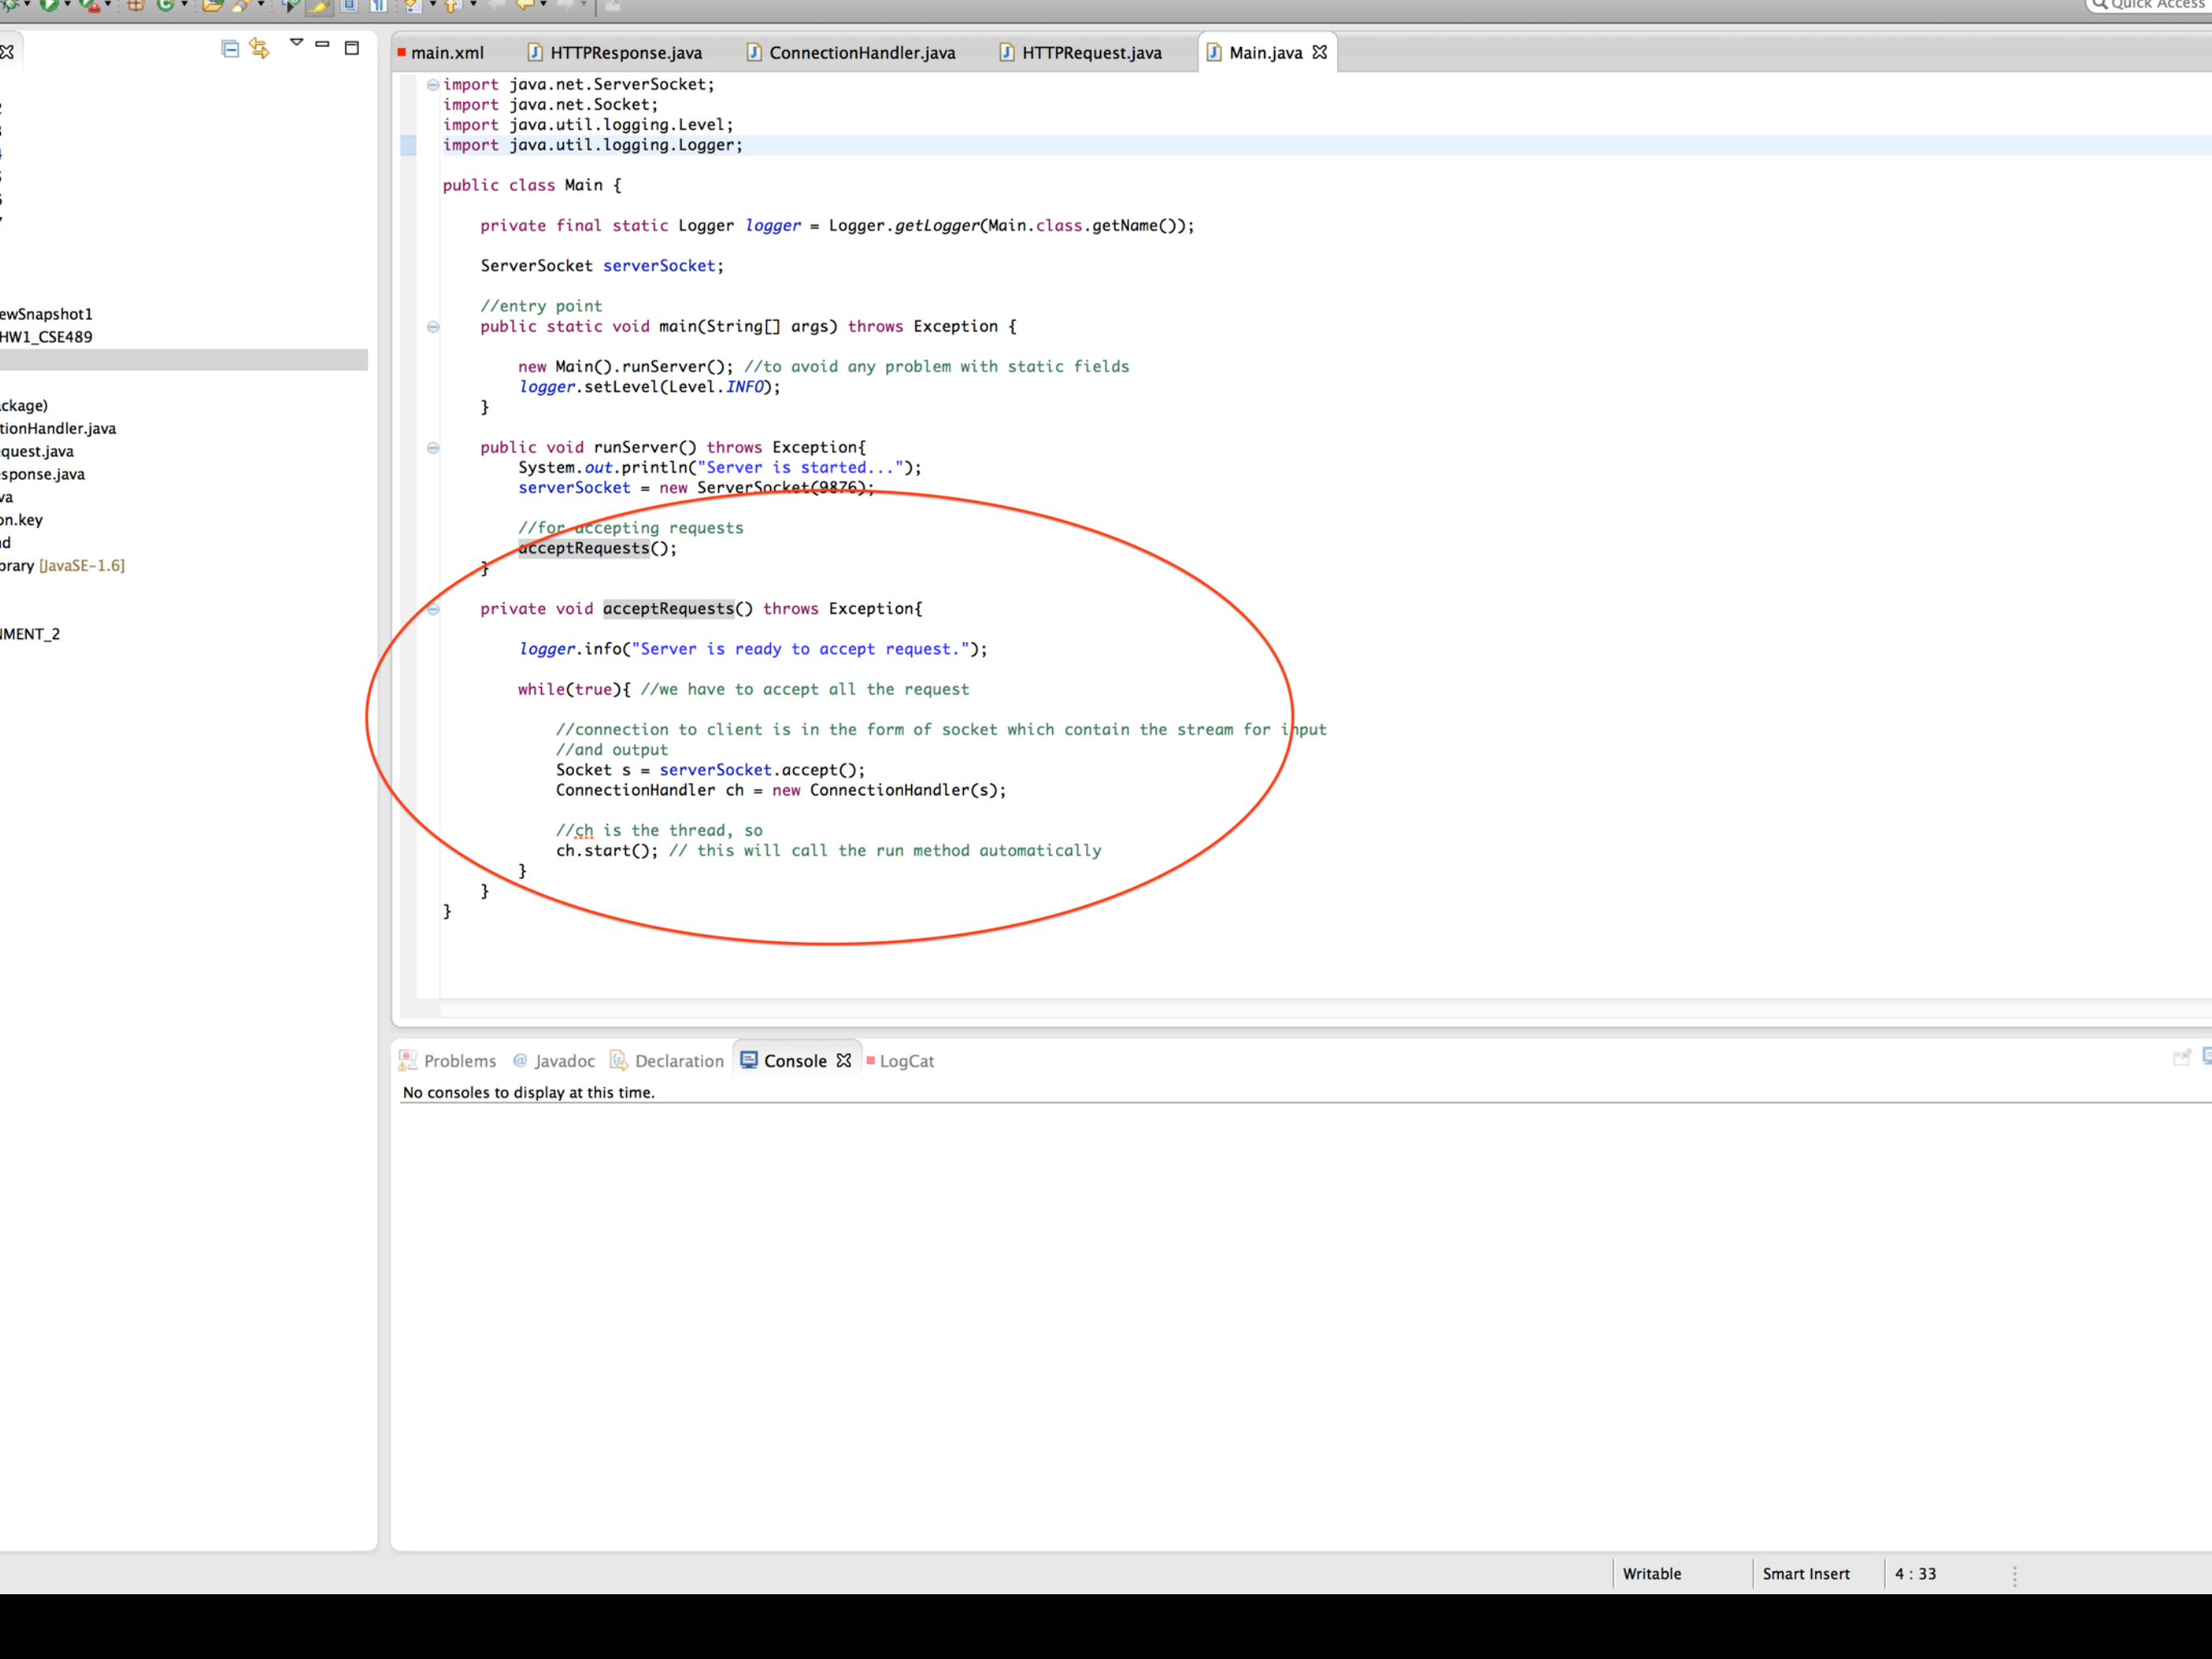 Quick Access
main.xml HTTPResponse.java ConnectionHandler.java HTTPRequest.java Main.java
import java.net.ServerSocket;
import java.net.Socket;
import java.util.logging.Level;
import java.util.logging.Logger;
public class Main {
private final static Logger logger = Logger.getLogger(Main.class.getName());
ServerSocket serverSocket;
//entry point
public static void main(String[] args) throws Exception {
new Main().runServer(); //to avoid any problem with static fields
logger.setLevel(Level.INFO);
}
public void runServer() throws Exception{
System.out.println("Server is started...");
serverSocket = new ServerSocket(9876);
//for accepting requests
acceptRequests();
}
private void acceptRequests() throws Exception{
logger.info("Server is ready to accept request.");
while(true){ //we have to accept all the request
//connection to client is in the form of socket which contain the stream for input
//and output
Socket s = serverSocket.accept();
ConnectionHandler ch = new ConnectionHandler(s);
//ch is the thread, so
ch.start(); // this will call the run method automatically
}
}
}
ewSnapshot1
HW1_CSE489
ckage)
tionHandler.java
quest.java
sponse.java
va
on.key
nd
brary [JavaSE-1.6]
NMENT_2
Problems @ Javadoc Declaration Console LogCat
No consoles to display at this time.
Writable Smart Insert 4 : 33